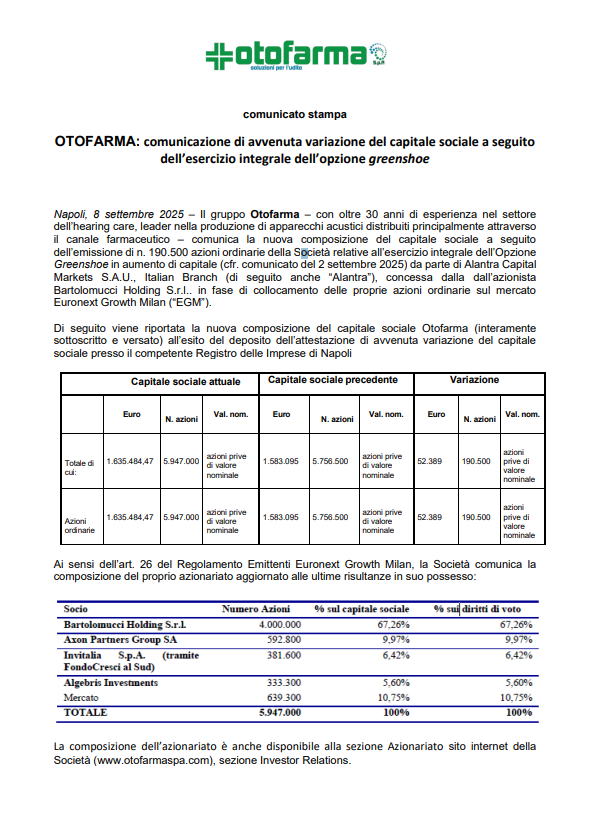 otofarma
soluzioni per l'udito
S.p.A
comunicato stampa
OTOFARMA: comunicazione di avvenuta variazione del capitale sociale a seguito
dell'esercizio integrale dell'opzione greenshoe
Napoli, 8 settembre 2025 – Il gruppo Otofarma – con oltre 30 anni di esperienza nel settore
dell'hearing care, leader nella produzione di apparecchi acustici distribuiti principalmente attraverso
il canale farmaceutico – comunica la nuova composizione del capitale sociale a seguito
dell'emissione di n. 190.500 azioni ordinarie della Società relative all'esercizio integrale dell'Opzione
Greenshoe in aumento di capitale (cfr. comunicato del 2 settembre 2025) da parte di Alantra Capital
Markets S.A.U., Italian Branch (di seguito anche "Alantra"), concessa dalla dall'azionista
Bartolomucci Holding S.r.l.. in fase di collocamento delle proprie azioni ordinarie sul mercato
Euronext Growth Milan ("EGM").
Di seguito viene riportata la nuova composizione del capitale sociale Otofarma (interamente
sottoscritto e versato) all'esito del deposito dell'attestazione di avvenuta variazione del capitale
sociale presso il competente Registro delle Imprese di Napoli
Capitale sociale attuale Capitale sociale precedente Variazione
Euro N. azioni Val. nom. Euro N. azioni Val. nom. Euro N. azioni Val. nom.
Totale di cui: 1.635.484,47 5.947.000 azioni prive di valore nominale 1.583.095 5.756.500 azioni prive di valore nominale 52.389 190.500 azioni prive di valore nominale
Azioni ordinarie 1.635.484,47 5.947.000 azioni prive di valore nominale 1.583.095 5.756.500 azioni prive di valore nominale 52.389 190.500 azioni prive di valore nominale
Ai sensi dell'art. 26 del Regolamento Emittenti Euronext Growth Milan, la Società comunica la
composizione del proprio azionariato aggiornato alle ultime risultanze in suo possesso:
Socio Numero Azioni % sul capitale sociale % sui diritti di voto
Bartolomucci Holding S.r.l. 4.000.000 67,26% 67,26%
Axon Partners Group SA 592.800 9,97% 9,97%
Invitalia S.p.A. (tramite FondoCresci al Sud) 381.600 6,42% 6,42%
Algebris Investments 333.300 5,60% 5,60%
Mercato 639.300 10,75% 10,75%
TOTALE 5.947.000 100% 100%
La composizione dell'azionariato è anche disponibile alla sezione Azionariato sito internet della
Società (www.otofarmaspa.com), sezione Investor Relations.